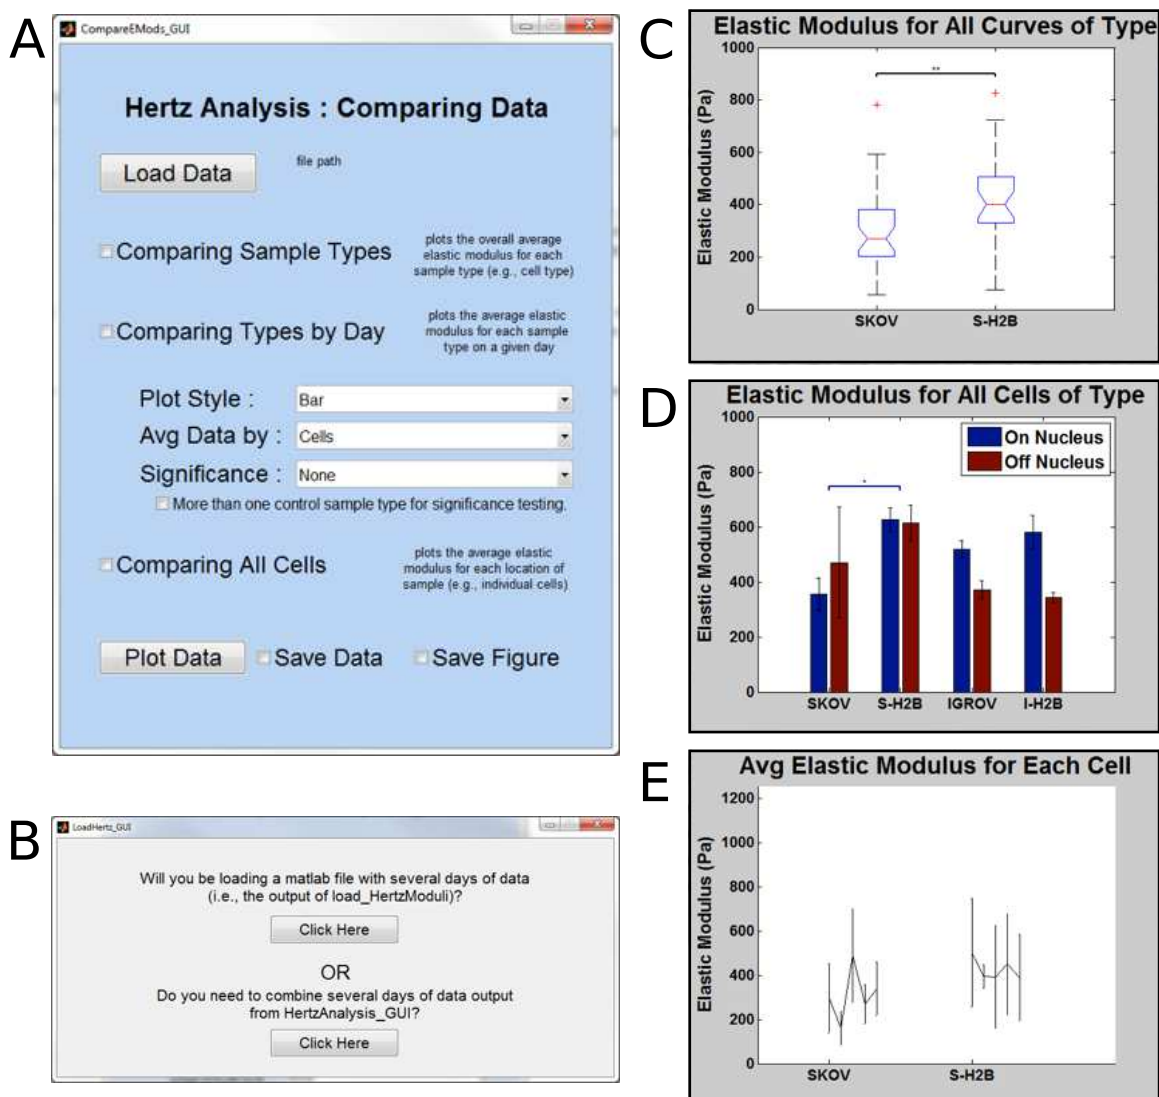 A
CompareEMods_GUI
Hertz Analysis : Comparing Data
Load Data
file path
Comparing Sample Types
plots the overall average
elastic modulus for each
sample type (e.g., cell type)
Comparing Types by Day
plots the average elastic
modulus for each sample
type on a given day
Plot Style :
Bar
Avg Data by :
Cells
Significance :
None
More than one control sample type for significance testing.
Comparing All Cells
plots the average elastic
modulus for each location of
sample (e.g., individual cells)
Plot Data
Save Data
Save Figure
B
LoadHertz_GUI
Will you be loading a matlab file with several days of data
(i.e., the output of load_HertzModuli)?
Click Here
OR
Do you need to combine several days of data output
from HertzAnalysis_GUI?
Click Here
C
Elastic Modulus for All Curves of Type
Elastic Modulus (Pa)
1000
800
600
400
200
0
**
SKOV
S-H2B
D
Elastic Modulus for All Cells of Type
Elastic Modulus (Pa)
1000
800
600
400
200
0
*
On Nucleus
Off Nucleus
SKOV
S-H2B
IGROV
I-H2B
E
Avg Elastic Modulus for Each Cell
Elastic Modulus (Pa)
1200
1000
800
600
400
200
0
SKOV
S-H2B